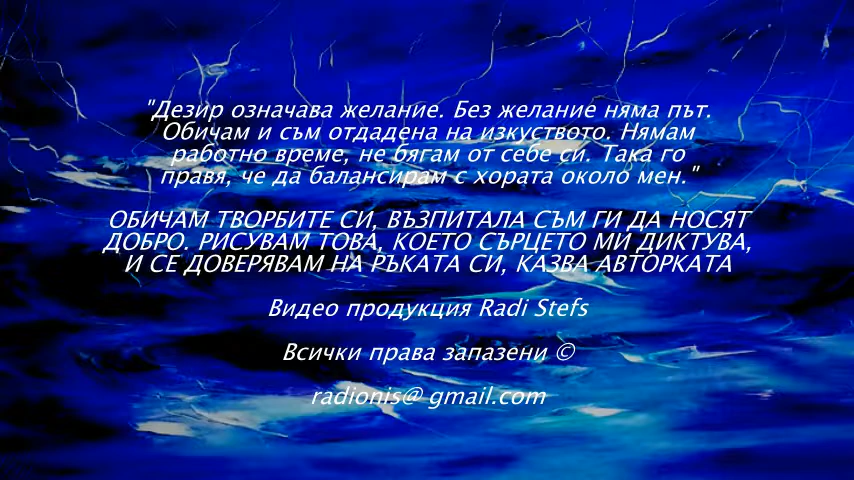 "Дезир означава желание. Без желание няма път.
Обичам и съм отдадена на изкуството. Нямам
работно време, не бягам от себе си. Така го
правя, че да балансирам с хората около мен."
ОБИЧАМ ТВОРБИТЕ СИ, ВЪЗПИТАЛА СЪМ ГИ ДА НОСЯТ
ДОБРО. РИСУВАМ ТОВА, КОЕТО СЪРЦЕТО МИ ДИКТУВА,
И СЕ ДОВЕРЯВАМ НА РЪКАТА СИ, КАЗВА АВТОРКАТА
Видео продукция Radi Stefs
Всички права запазени ©
radionis@ gmail.com